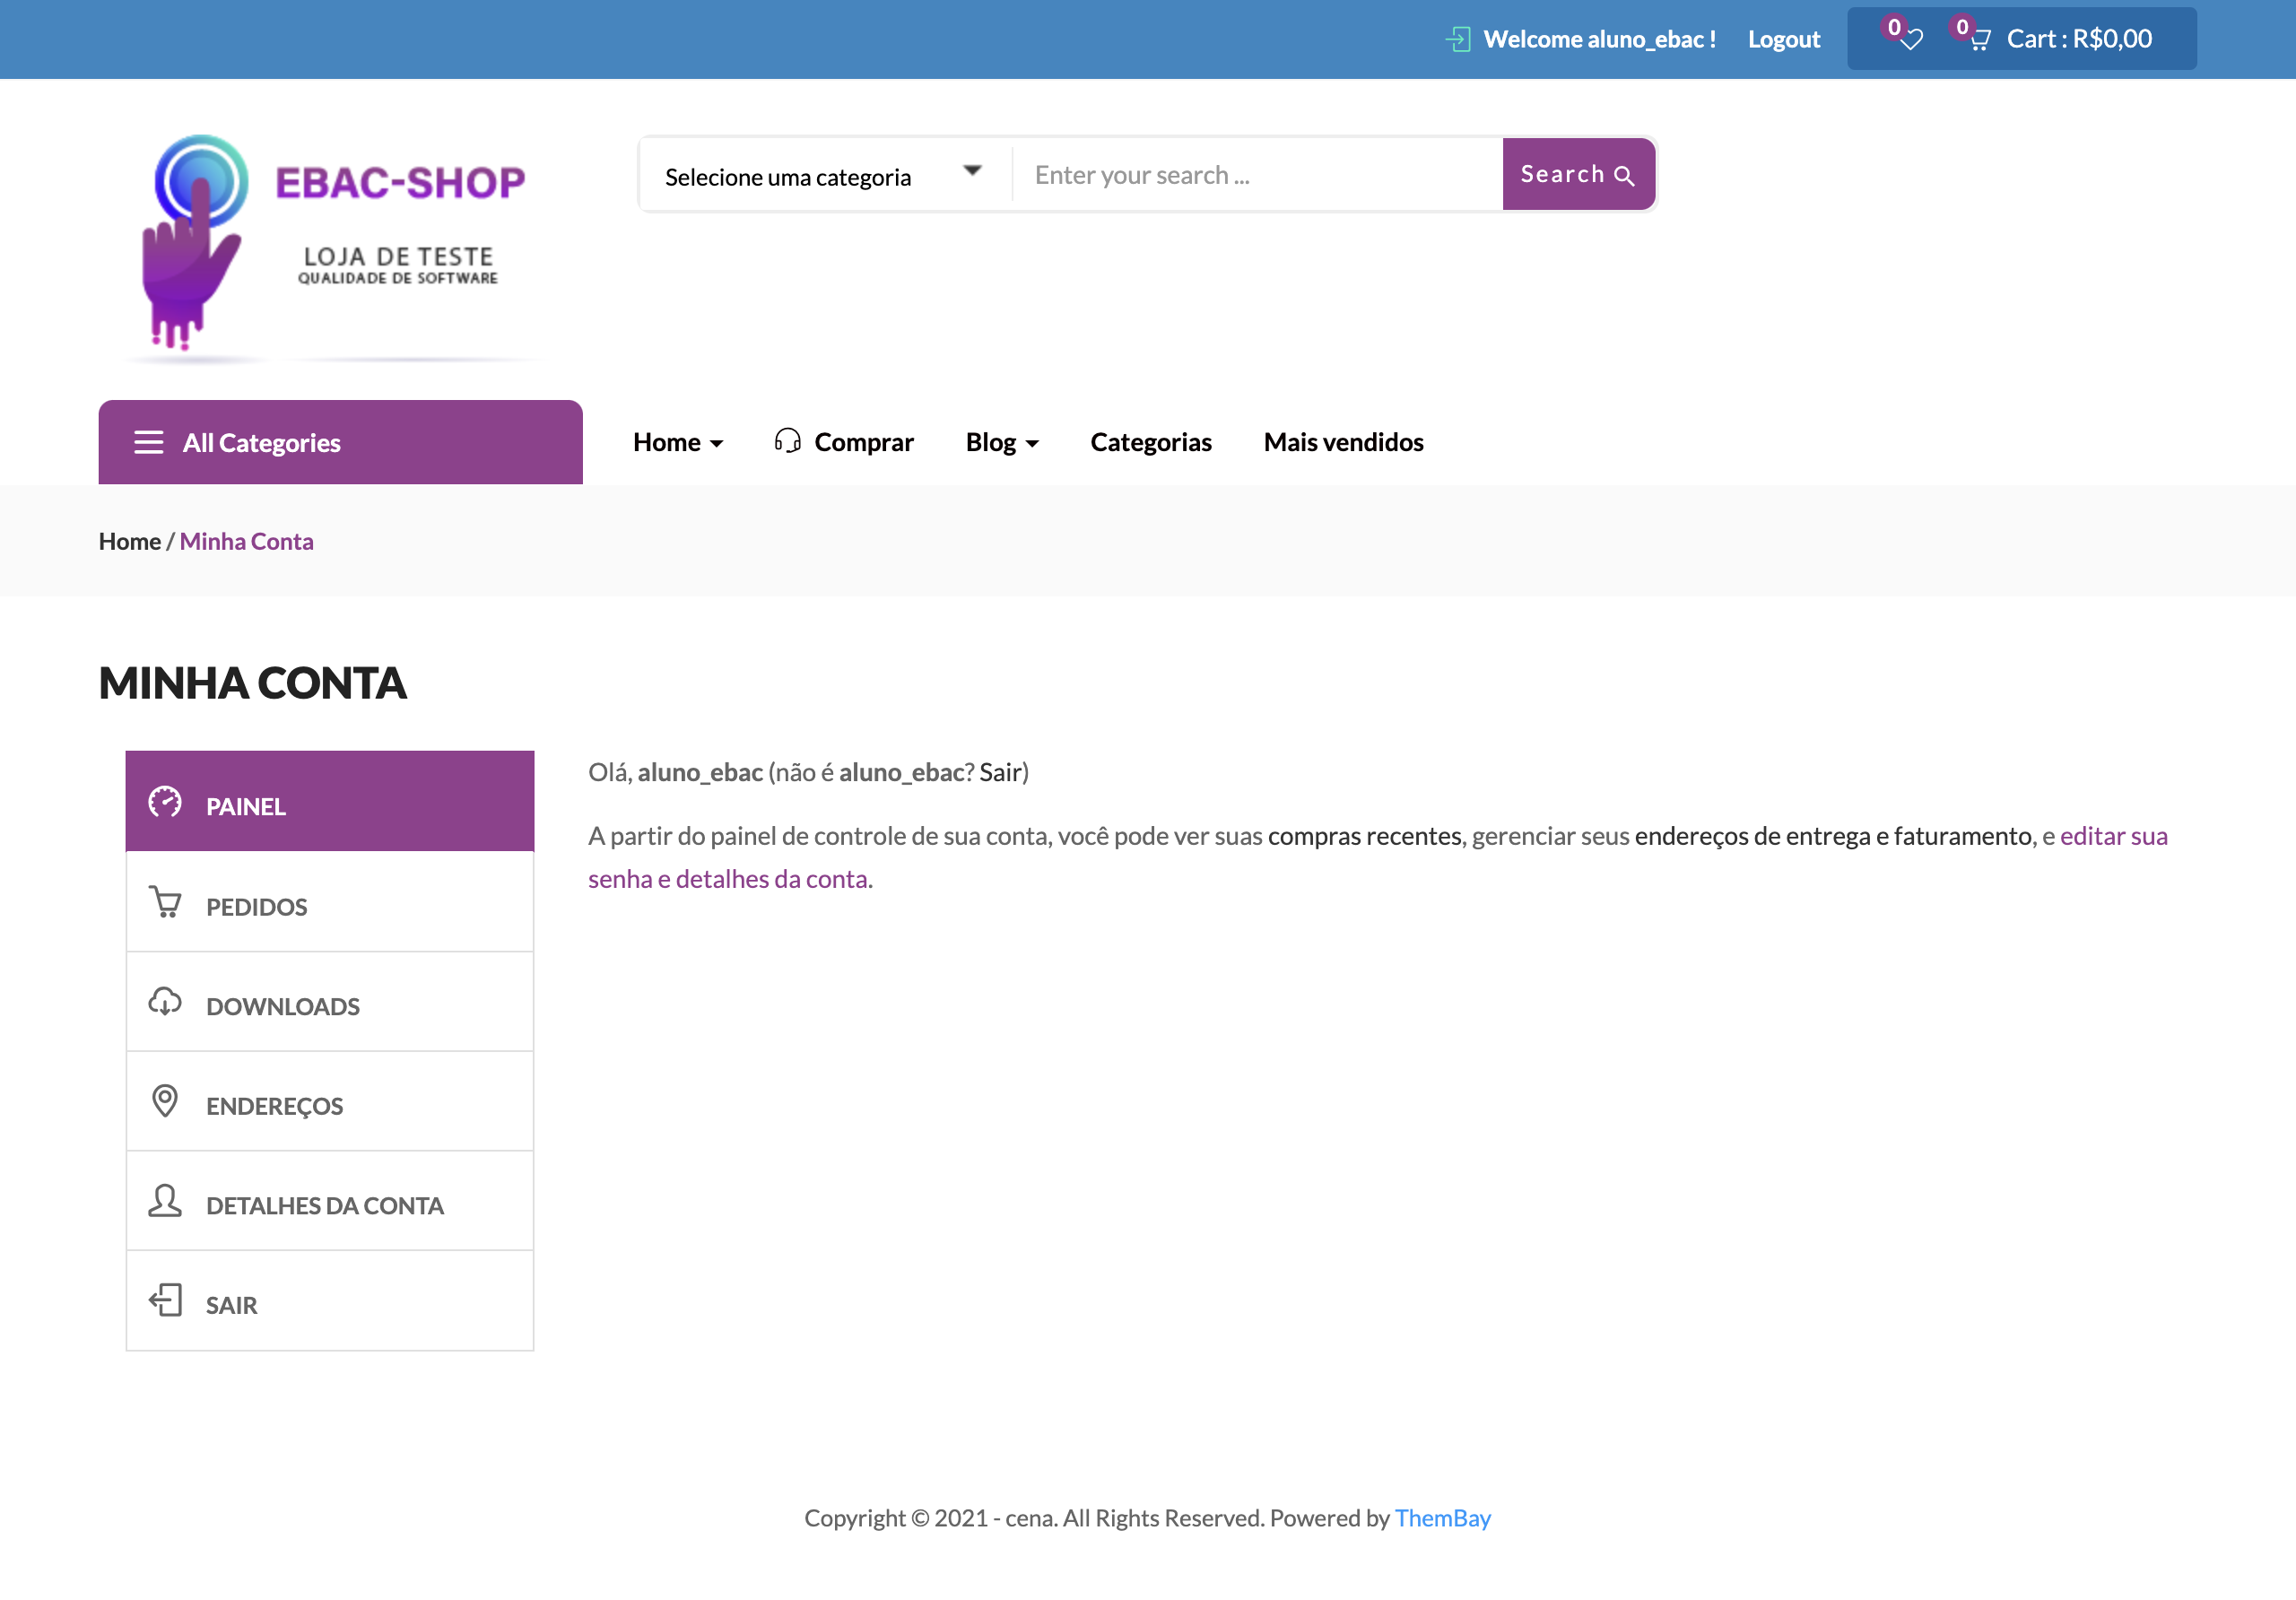 Welcome aluno_ebac ! Logout 0 0 Cart : R$0,00
EBAC-SHOP
LOJA DE TESTE
QUALIDADE DE SOFTWARE
Selecione uma categoria Enter your search ... Search
All Categories Home Comprar Blog Categorias Mais vendidos
Home / Minha Conta
MINHA CONTA
PAINEL
PEDIDOS
DOWNLOADS
ENDEREÇOS
DETALHES DA CONTA
SAIR
Olá, aluno_ebac (não é aluno_ebac? Sair)
A partir do painel de controle de sua conta, você pode ver suas compras recentes, gerenciar seus endereços de entrega e faturamento, e editar sua
senha e detalhes da conta.
Copyright © 2021 - cena. All Rights Reserved. Powered by ThemBay